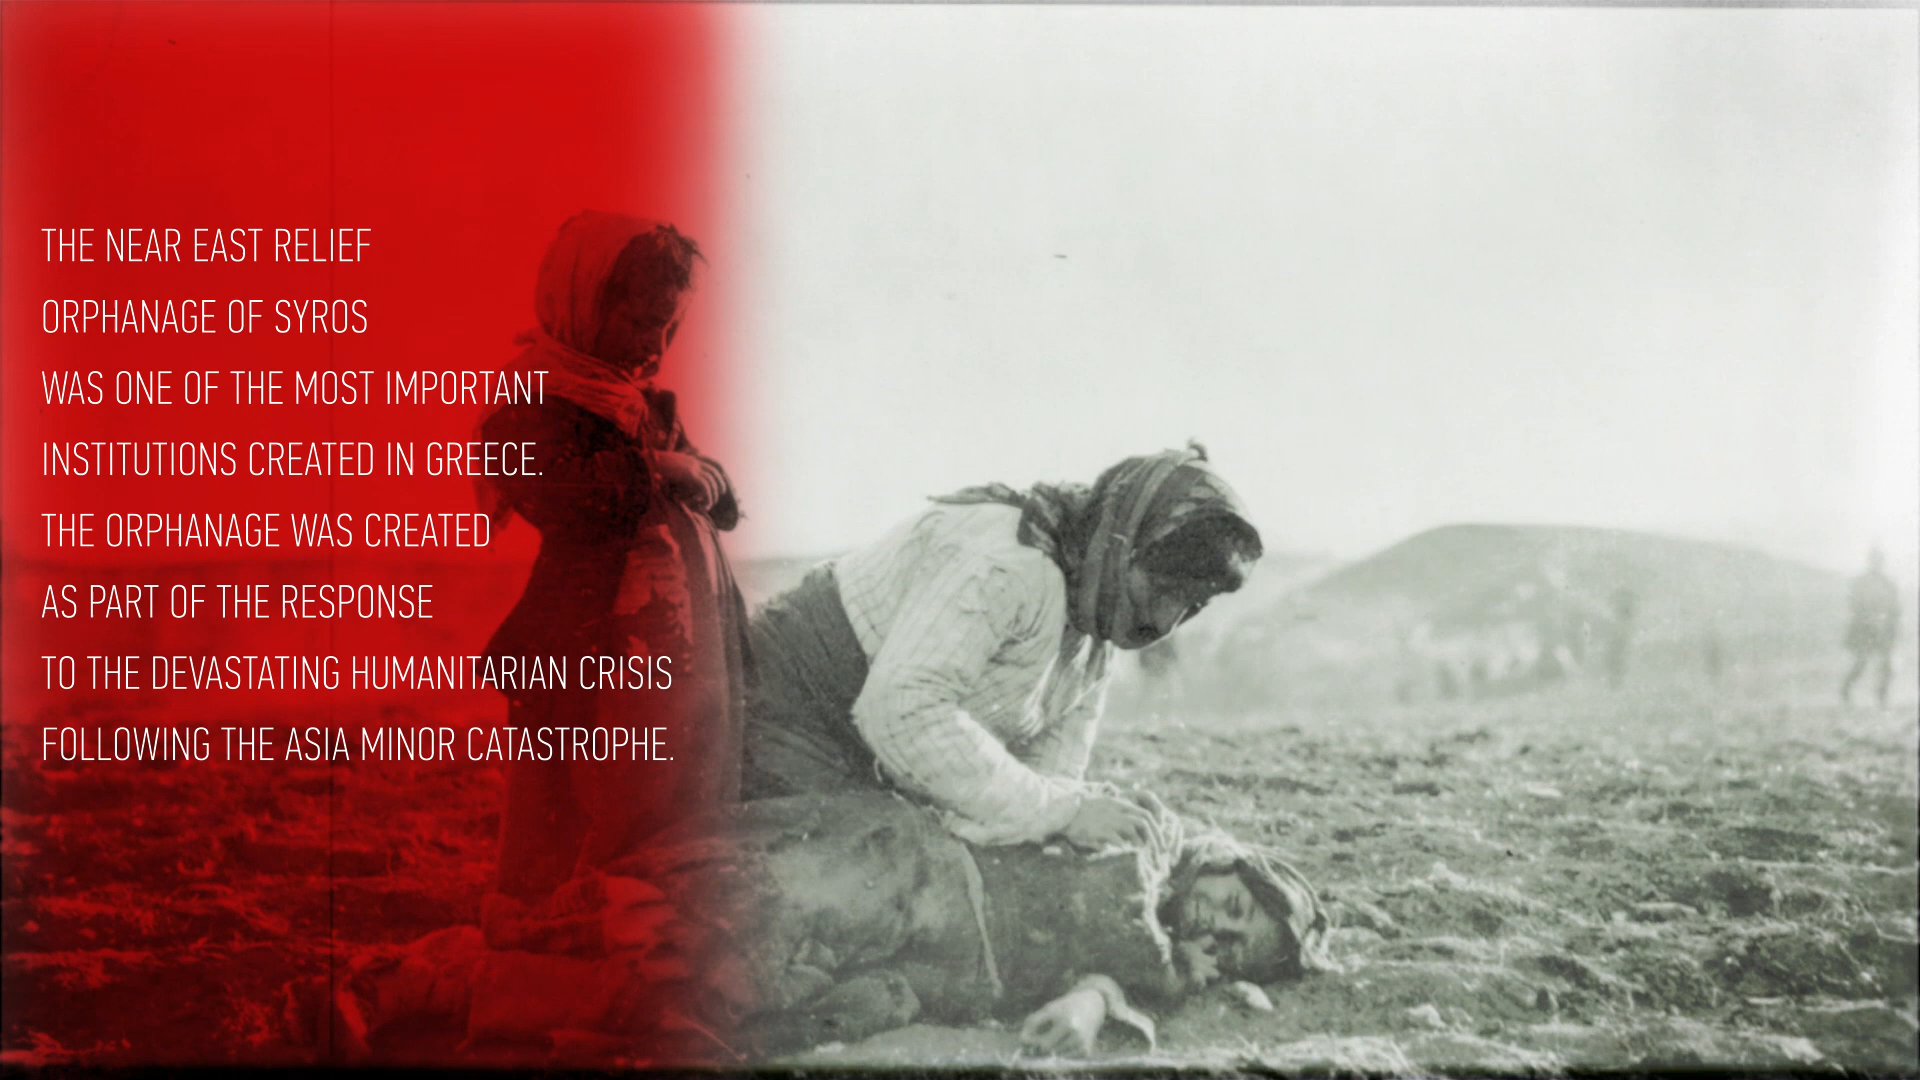 THE NEAR EAST RELIEF
ORPHANAGE OF SYROS
WAS ONE OF THE MOST IMPORTANT
INSTITUTIONS CREATED IN GREECE.
THE ORPHANAGE WAS CREATED
AS PART OF THE RESPONSE
TO THE DEVASTATING HUMANITARIAN CRISIS
FOLLOWING THE ASIA MINOR CATASTROPHE.